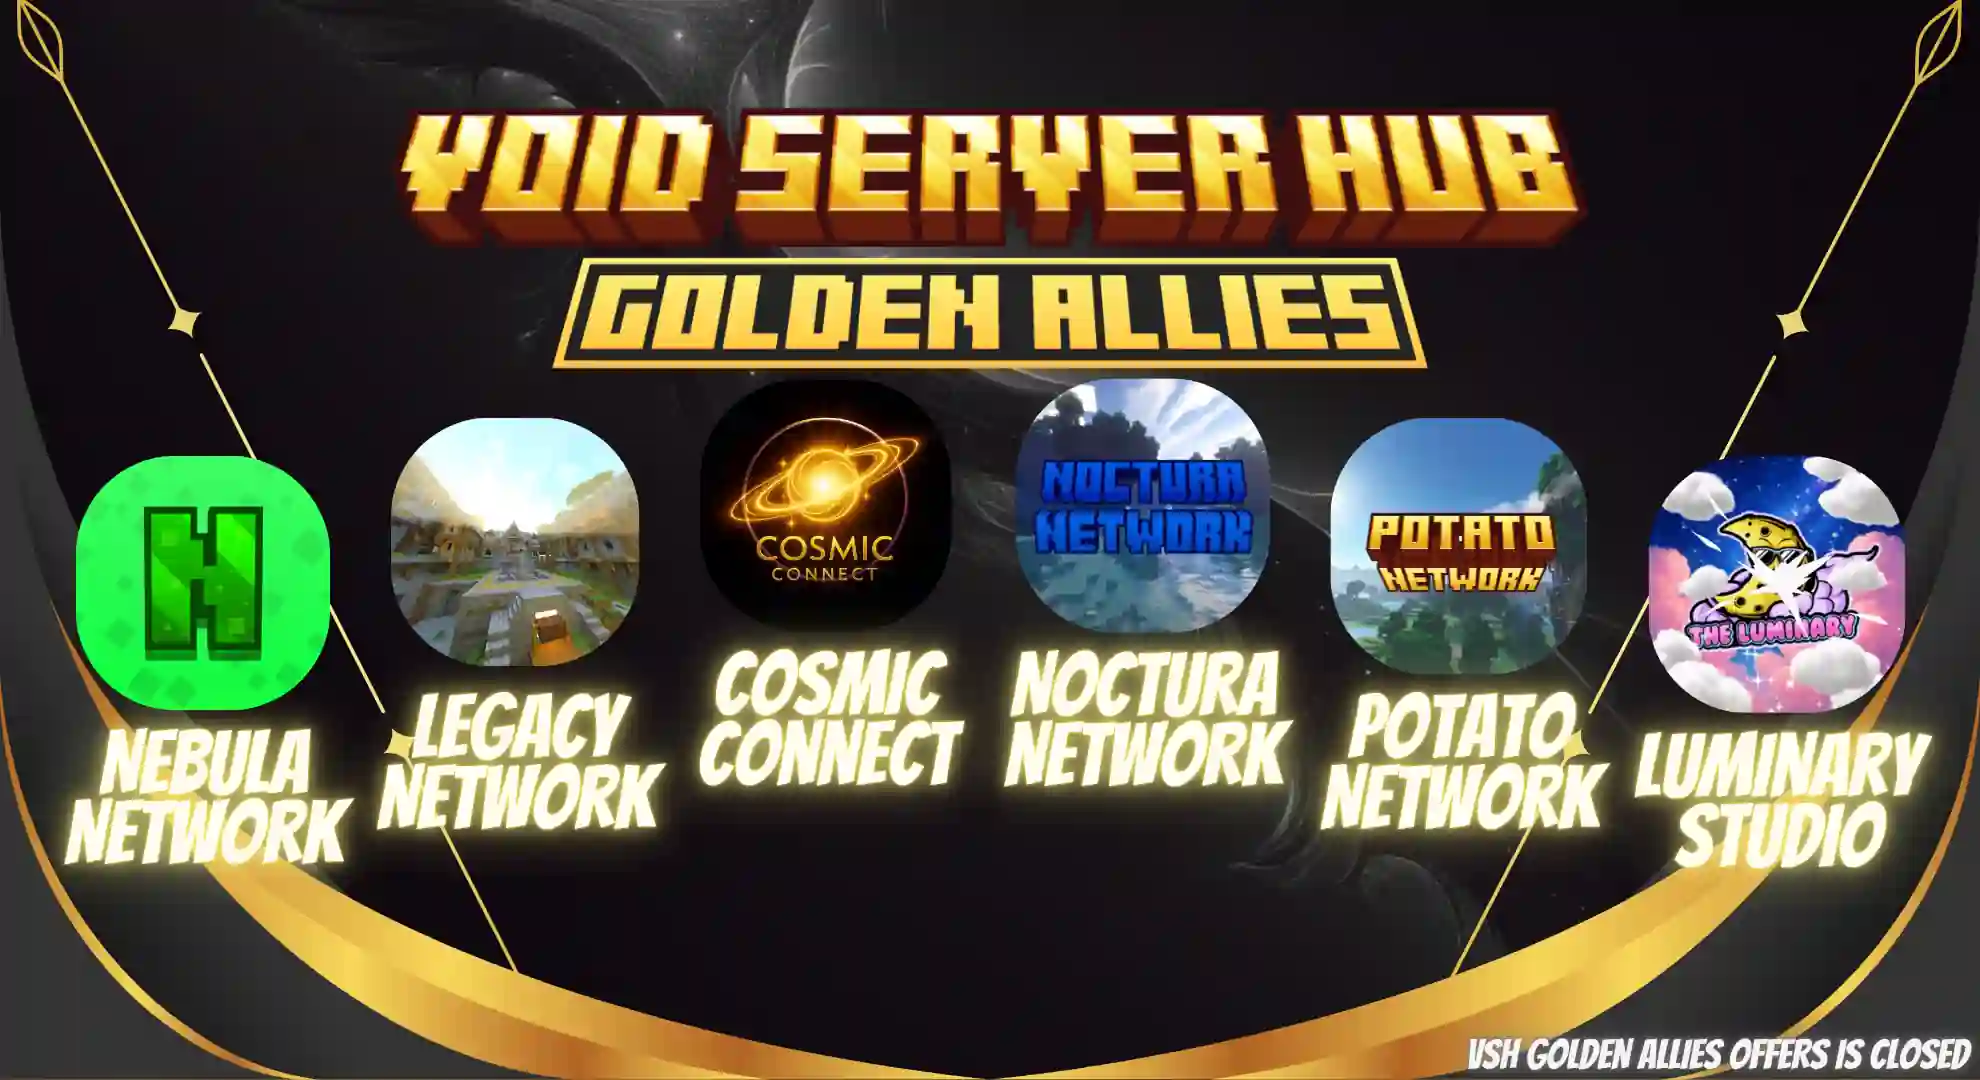 VOID SERVER HUB
GOLDEN ALLIES
N
COSMIC
CONNECT
NOCTURA
NETWORK
POTATO
NETWORK
THE LUMINARY
NEBULA
NETWORK
LEGACY
NETWORK
COSMIC
CONNECT
NOCTURA
NETWORK
POTATO
NETWORK
LUMINARY
STUDIO
VSH GOLDEN ALLIES OFFERS IS CLOSED